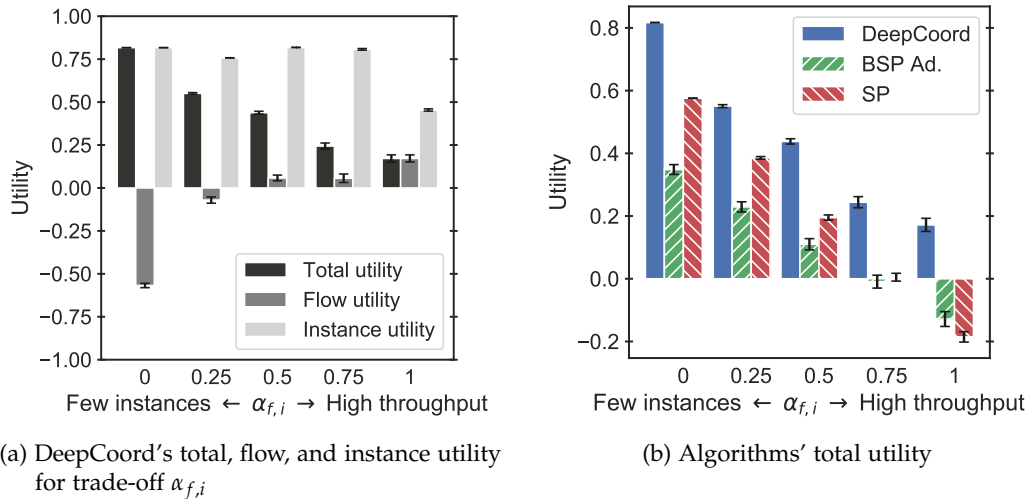 1.00
0.75
0.50
0.25
0.00
−0.25
−0.50
−0.75
−1.00
Utility
Total utility
Flow utility
Instance utility
0 0.25 0.5 0.75 1
Few instances ← α_{f,i} → High throughput
(a) DeepCoord's total, flow, and instance utility
for trade-off α_{f,i}
0.8
0.6
0.4
0.2
0.0
−0.2
Utility
DeepCoord
BSP Ad.
SP
0 0.25 0.5 0.75 1
Few instances ← α_{f,i} → High throughput
(b) Algorithms' total utility